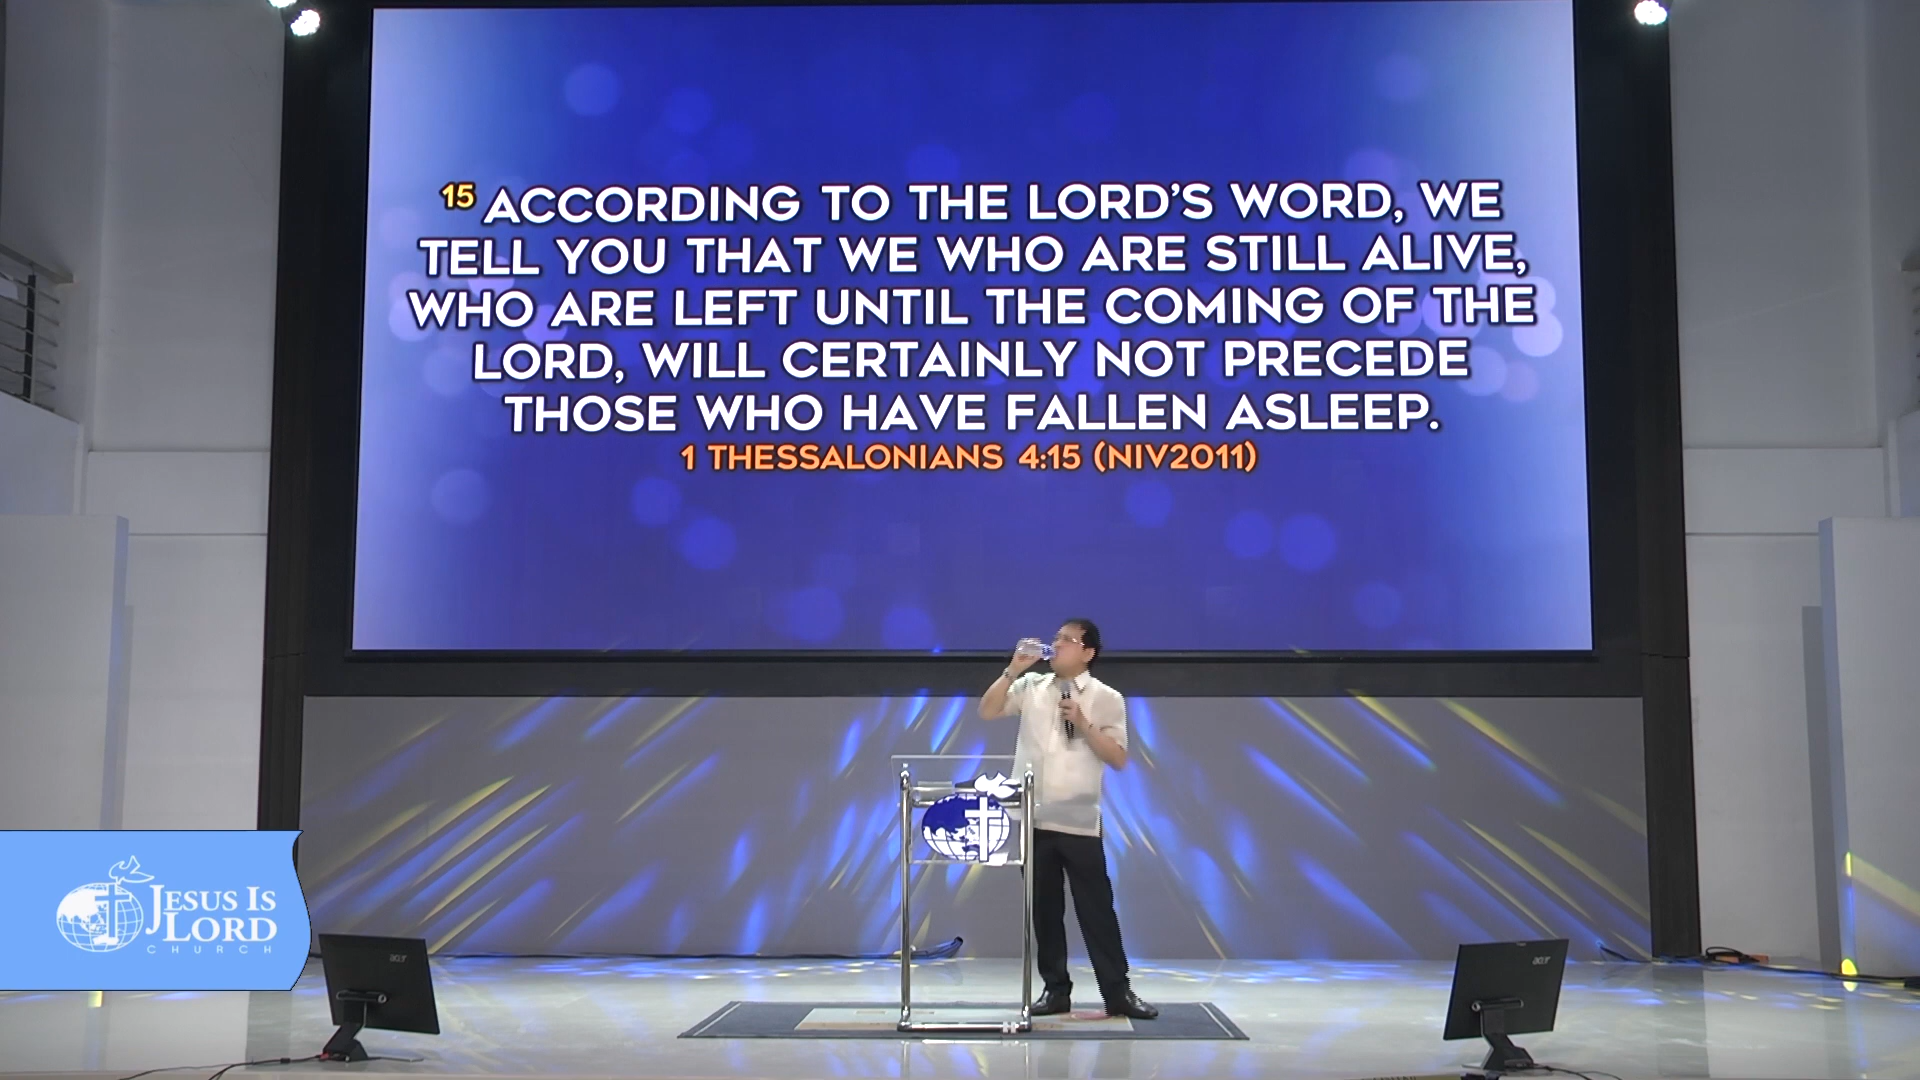 15 ACCORDING TO THE LORD'S WORD, WE
TELL YOU THAT WE WHO ARE STILL ALIVE,
WHO ARE LEFT UNTIL THE COMING OF THE
LORD, WILL CERTAINLY NOT PRECEDE
THOSE WHO HAVE FALLEN ASLEEP.
1 THESSALONIANS 4:15 (NIV2011)
JESUS IS
LORD
CHURCH
acer
acer